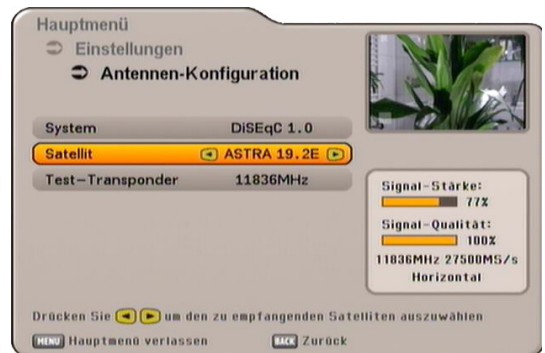 Hauptmenü
Einstellungen
Antennen-Konfiguration
System DiSEqC 1.0
Satellit ASTRA 19.2E
Test-Transponder 11836MHz
Signal-Stärke:
77%
Signal-Qualität:
100%
11836MHz 27500MS/s
Horizontal
Drücken Sie um den zu empfangenden Satelliten auszuwählen
MENU Hauptmenü verlassen BACK Zurück